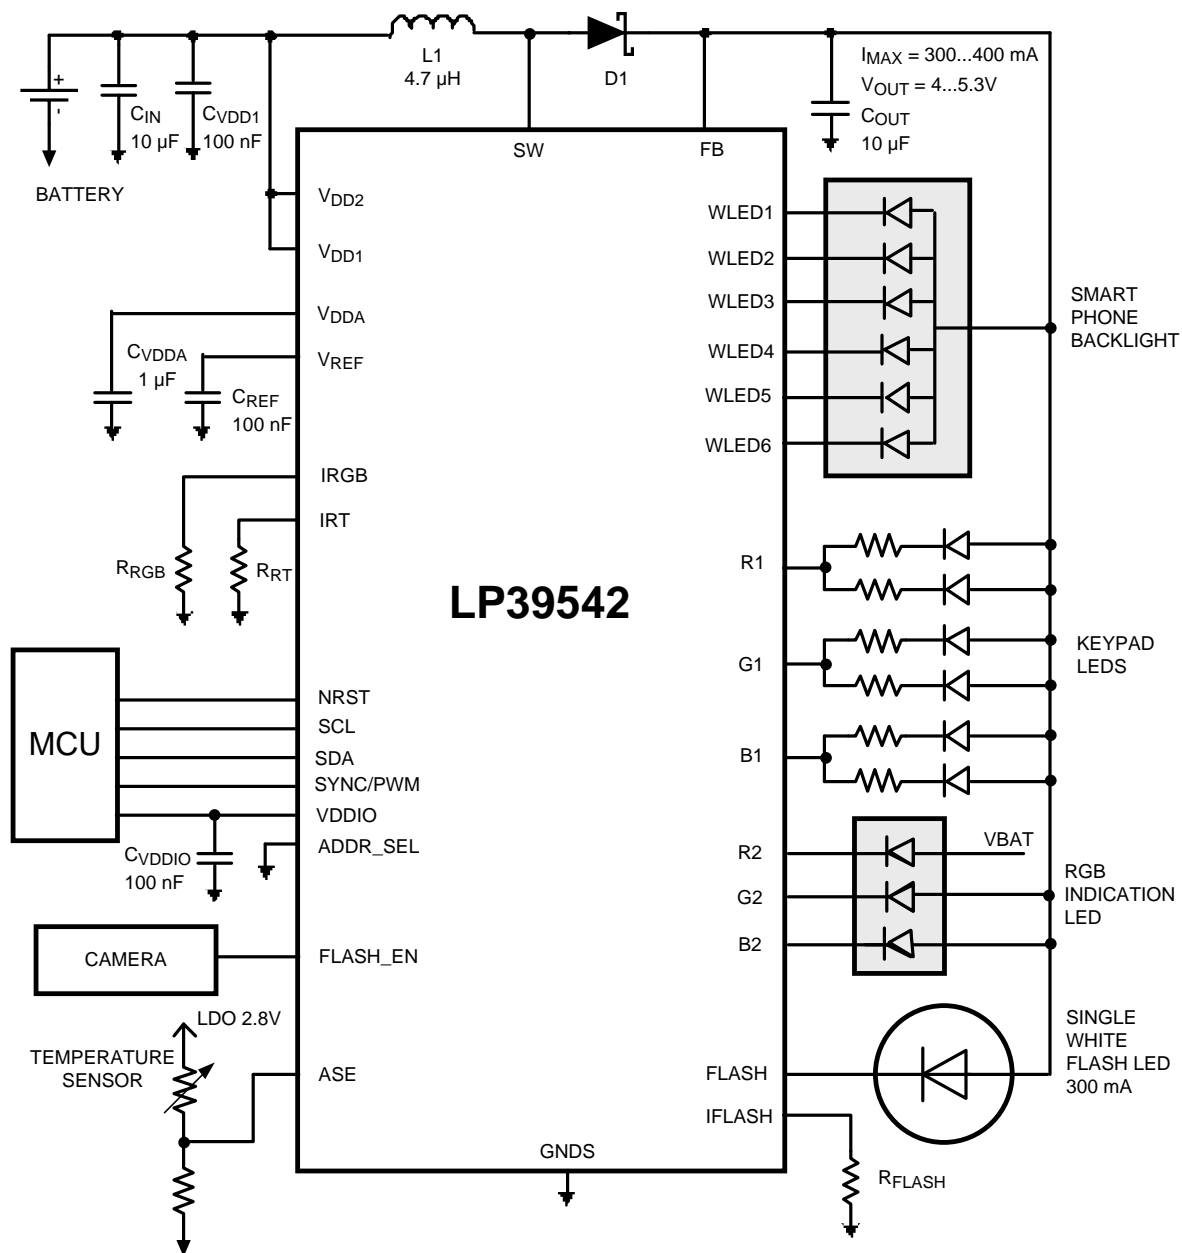 L1
4.7 µH
D1
IMAX = 300...400 mA
VOUT = 4...5.3V
COUT
10 µF
+
-
CIN
10 µF
CVDD1
100 nF
BATTERY
SW
FB
VDD2
VDD1
VDDA
VREF
CVDDA
1 µF
CREF
100 nF
IRGB
IRT
RRGB
RRT
LP39542
WLED1
WLED2
WLED3
WLED4
WLED5
WLED6
SMART
PHONE
BACKLIGHT
R1
G1
B1
KEYPAD
LEDS
MCU
NRST
SCL
SDA
SYNC/PWM
VDDIO
ADDR_SEL
CVDDIO
100 nF
R2
G2
B2
VBAT
RGB
INDICATION
LED
CAMERA
FLASH_EN
LDO 2.8V
TEMPERATURE
SENSOR
ASE
FLASH
IFLASH
SINGLE
WHITE
FLASH LED
300 mA
GNDS
RFLASH